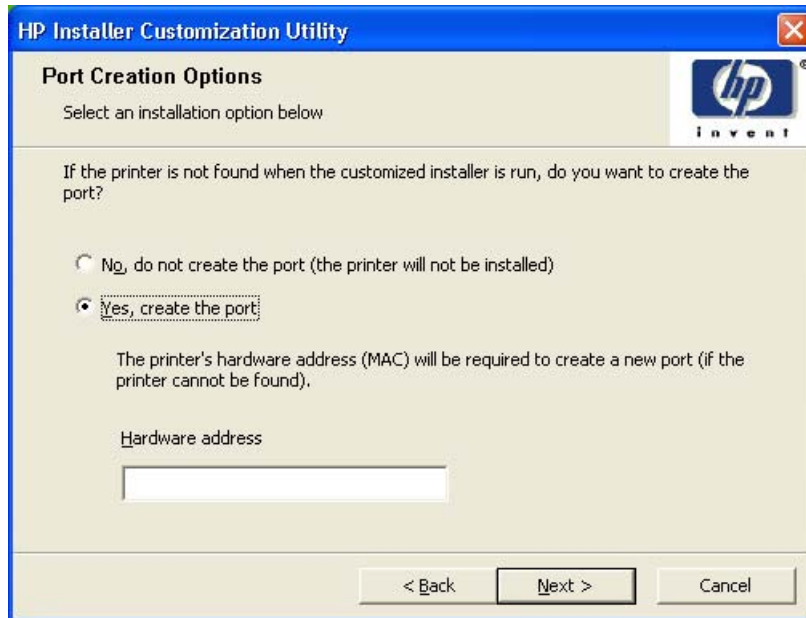 HP Installer Customization Utility
Port Creation Options
Select an installation option below
hp
®
invent
If the printer is not found when the customized installer is run, do you want to create the
port?
No, do not create the port (the printer will not be installed)
Yes, create the port
The printer's hardware address (MAC) will be required to create a new port (if the
printer cannot be found).
Hardware address
< Back
Next >
Cancel